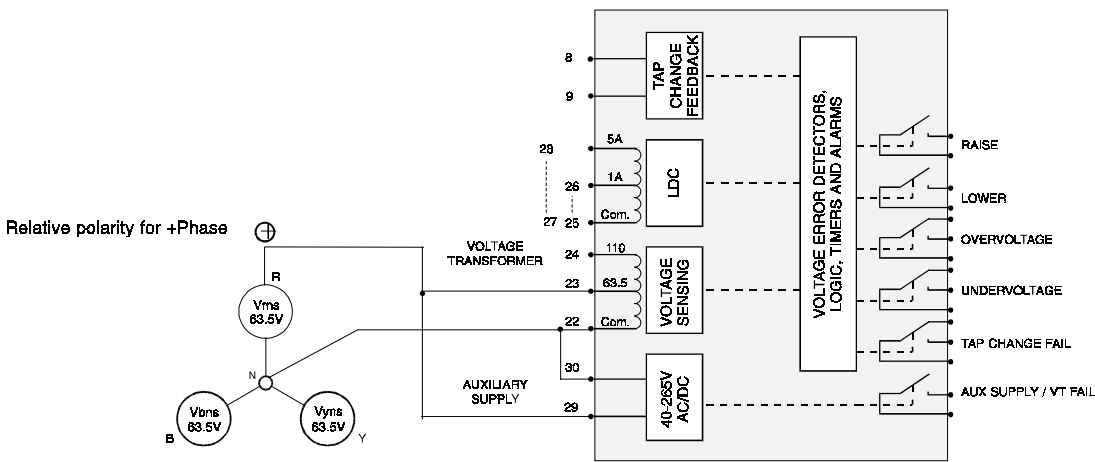 8
TAP
CHANGE
FEEDBACK
9
VOLTAGE ERROR DETECTORS,
LOGIC, TIMERS AND ALARMS
28
5A
RAISE
26
1A
LDC
LOWER
27
25
Com.
Relative polarity for +Phase
VOLTAGE
TRANSFORMER
24
110
OVERVOLTAGE
R
23
63.5
VOLTAGE
SENSING
UNDERVOLTAGE
Vrns
63.5V
22
Com.
TAP CHANGE FAIL
N
30
AUXILIARY
SUPPLY
29
40-265V
AC/DC
AUX SUPPLY / VT FAIL
Vbns
63.5V
B
Vyns
63.5V
Y